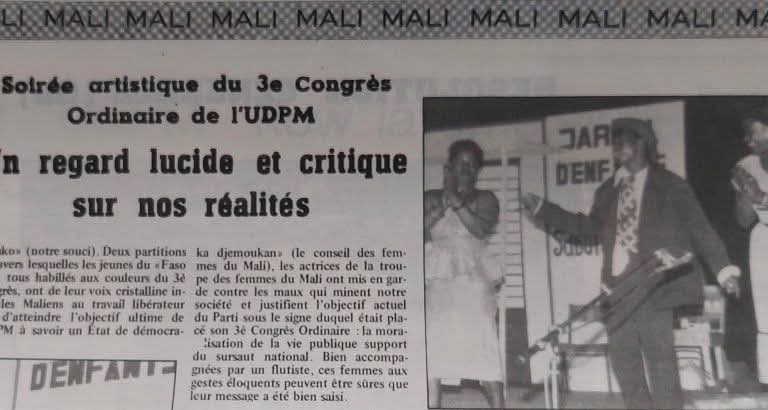 MALI MALI MALI MALI MALI MALI MALI MALI MALI MA
Soirée artistique du 3e Congrès
Ordinaire de l'UDPM
n regard lucide et critique
sur nos réalités
ko» (notre souci). Deux partitions
vers lesquelles les jeunes du «Faso
tous habillés aux couleurs du 3è
grès, ont de leur voix cristalline in-
les Maliens au travail libérateur
d'atteindre l'objectif ultime de
PM à savoir un État de démocra-
D'ENFANTS
ka djemoukan» (le conseil des fem-
mes du Mali), les actrices de la trou-
pe des femmes du Mali ont mis en gar-
de contre les maux qui minent notre
société et justifient l'objectif actuel
du Parti sous le signe duquel était pla-
cé son 3è Congrès Ordinaire : la mora-
lisation de la vie publique support
du sursaut national. Bien accompa-
gnées par un flutiste, ces femmes aux
gestes éloquents peuvent être sûres que
leur message a été bien saisi.
JAR
D'ENF